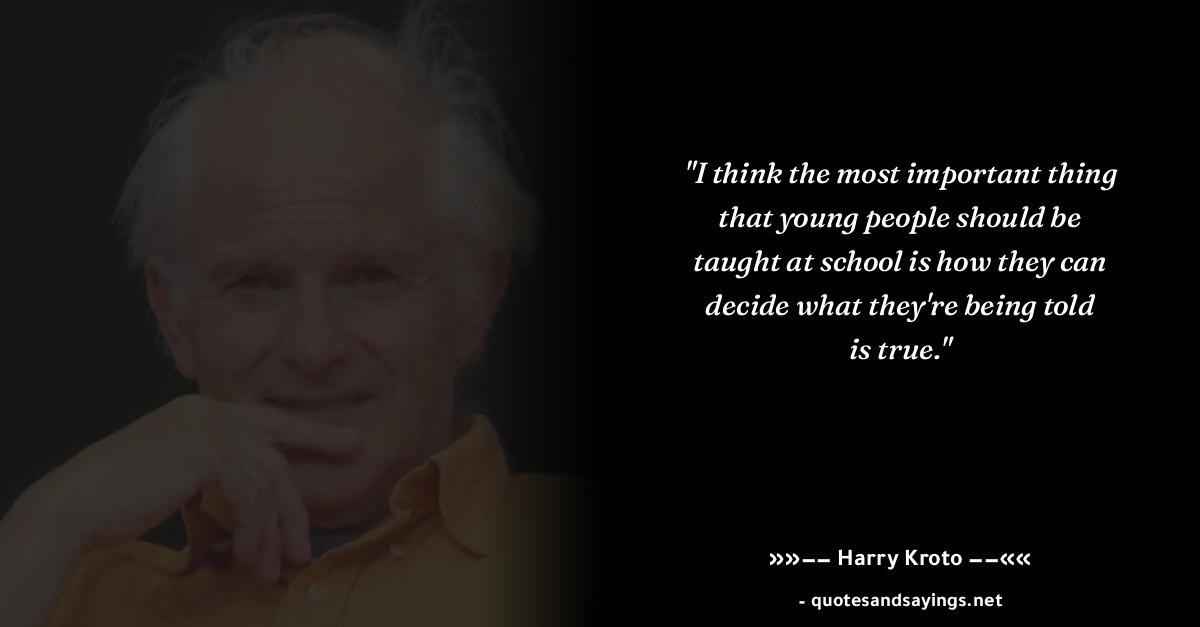 "I think the most important thing
that young people should be
taught at school is how they can
decide what they're being told
is true."
»»−− Harry Kroto −−««
- quotesandsayings.net